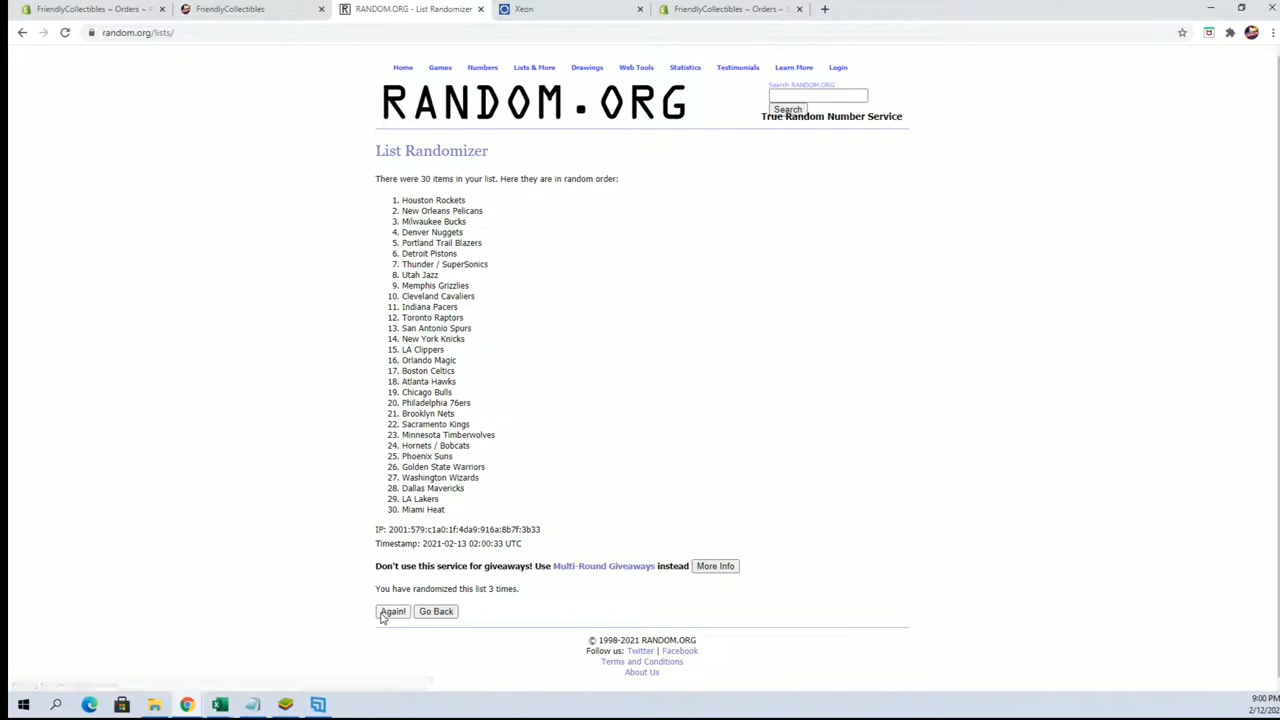 FriendlyCollectibles ~ Orders ~
FriendlyCollectibles
RANDOM.ORG - List Randomizer
Xeon
FriendlyCollectibles ~ Orders ~ S
random.org/lists/
Home Games Numbers Lists & More Drawings Web Tools Statistics Testimonials Learn More Login
Search RANDOM.ORG
RANDOM.ORG
Search
True Random Number Service
List Randomizer
There were 30 items in your list. Here they are in random order:
1. Houston Rockets
2. New Orleans Pelicans
3. Milwaukee Bucks
4. Denver Nuggets
5. Portland Trail Blazers
6. Detroit Pistons
7. Thunder / SuperSonics
8. Utah Jazz
9. Memphis Grizzlies
10. Cleveland Cavaliers
11. Indiana Pacers
12. Toronto Raptors
13. San Antonio Spurs
14. New York Knicks
15. LA Clippers
16. Orlando Magic
17. Boston Celtics
18. Atlanta Hawks
19. Chicago Bulls
20. Philadelphia 76ers
21. Brooklyn Nets
22. Sacramento Kings
23. Minnesota Timberwolves
24. Hornets / Bobcats
25. Phoenix Suns
26. Golden State Warriors
27. Washington Wizards
28. Dallas Mavericks
29. LA Lakers
30. Miami Heat
IP: 2001:579:c1a0:1f:4da9:916a:8b7f:3b33
Timestamp: 2021-02-13 02:00:33 UTC
Don't use this service for giveaways! Use Multi-Round Giveaways instead More Info
You have randomized this list 3 times.
Again! Go Back
© 1998-2021 RANDOM.ORG
Follow us: Twitter | Facebook
Terms and Conditions
About Us
9:00 PM
2/12/202